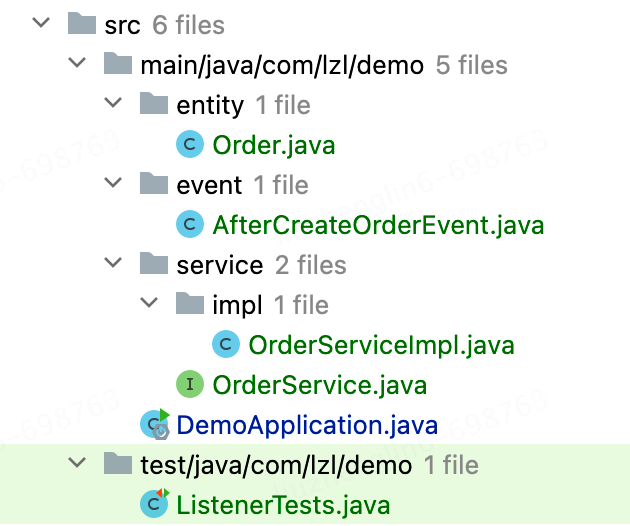 src 6 files
main/java/com/lzl/demo 5 files
entity 1 file
C Order.java
event 1 file
C AfterCreateOrderEvent.java
service 2 files
impl 1 file
C OrderServiceImpl.java
I OrderService.java
C DemoApplication.java
test/java/com/lzl/demo 1 file
C ListenerTests.java